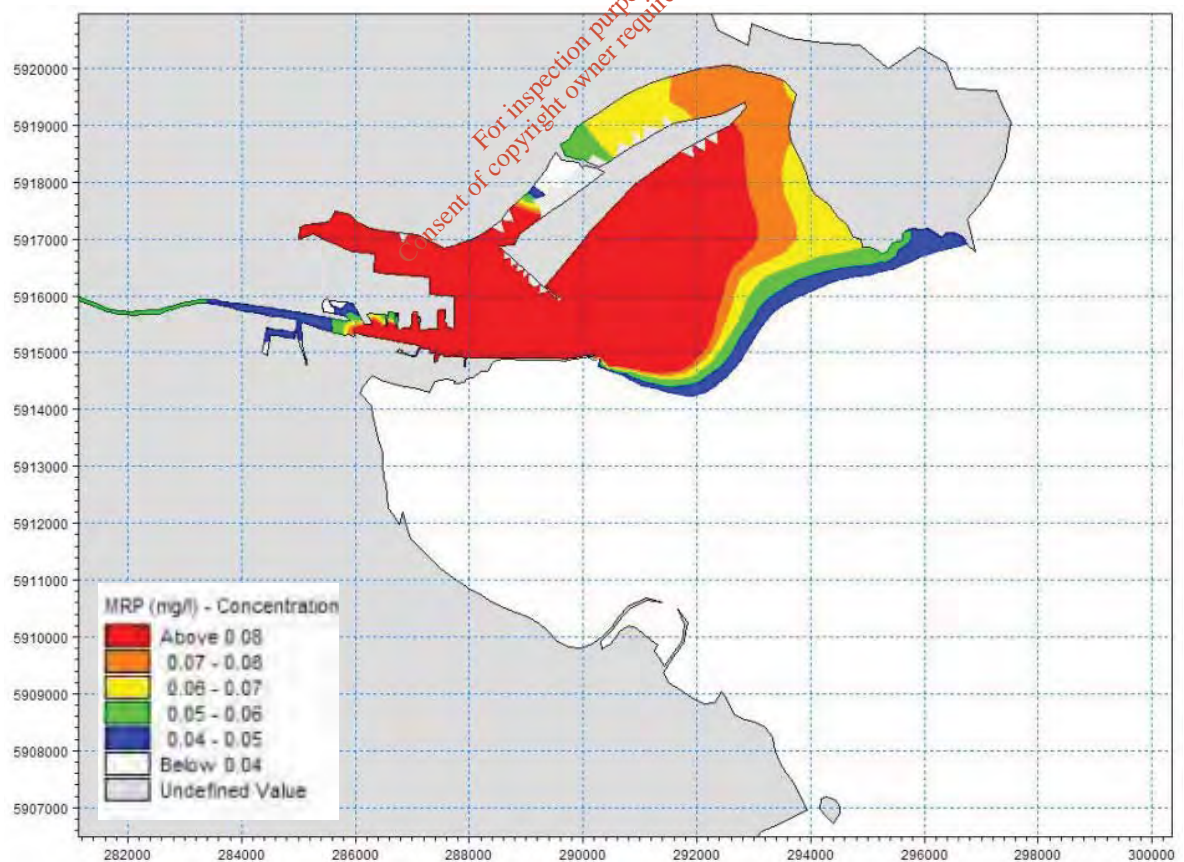 For inspection purpo
Consent of copyright owner require
5920000
5919000
5918000
5917000
5916000
5915000
5914000
5913000
5912000
5911000
5910000
5909000
5908000
5907000
MRP (mg/l) - Concentration
Above 0.08
0.07 - 0.08
0.06 - 0.07
0.05 - 0.06
0.04 - 0.05
Below 0.04
Undefined Value
282000 284000 286000 288000 290000 292000 294000 296000 298000 300000